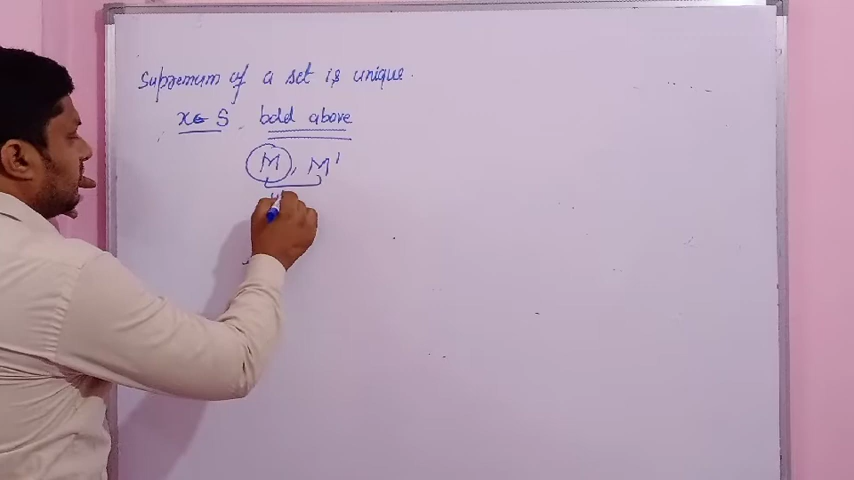 Supremum of a set is unique.
x∈ S bdd above
M, M'